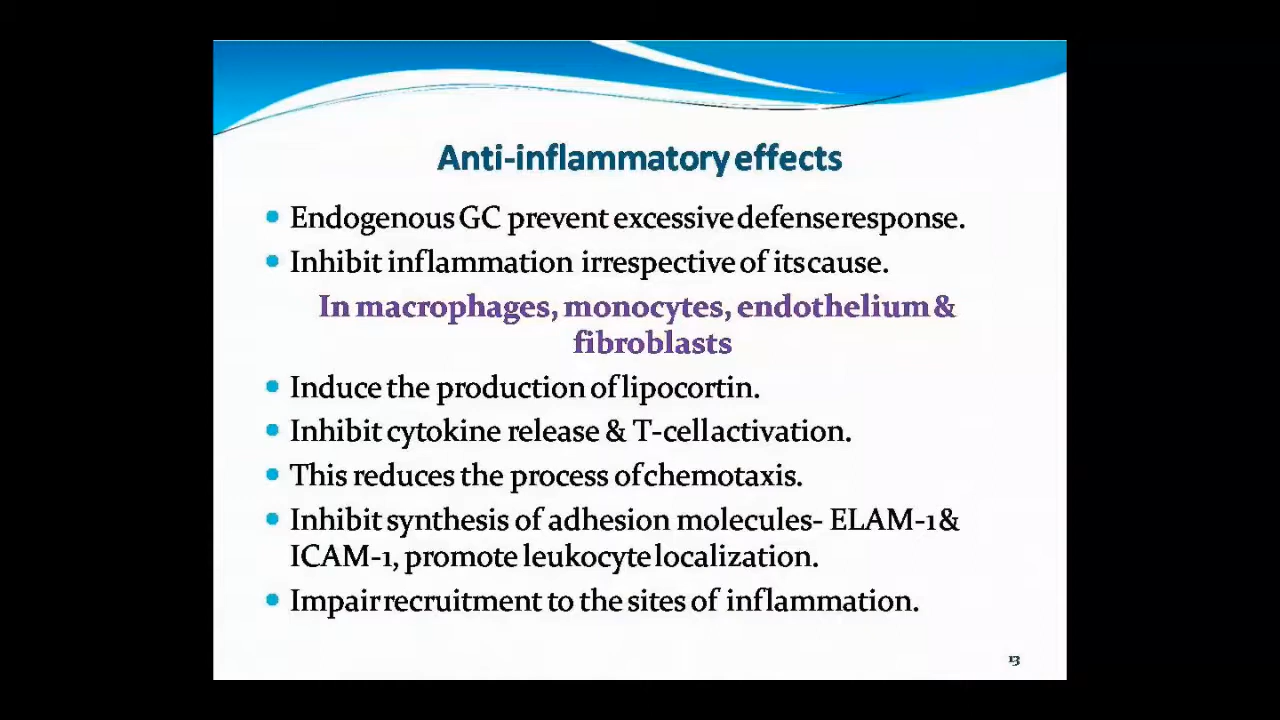 Anti-inflammatory effects
• Endogenous GC prevent excessive defense response.
• Inhibit inflammation irrespective of its cause.
In macrophages, monocytes, endothelium &
fibroblasts
• Induce the production of lipocortin.
• Inhibit cytokine release & T-cell activation.
• This reduces the process of chemotaxis.
• Inhibit synthesis of adhesion molecules- ELAM-1 &
ICAM-1, promote leukocyte localization.
• Impair recruitment to the sites of inflammation.
13